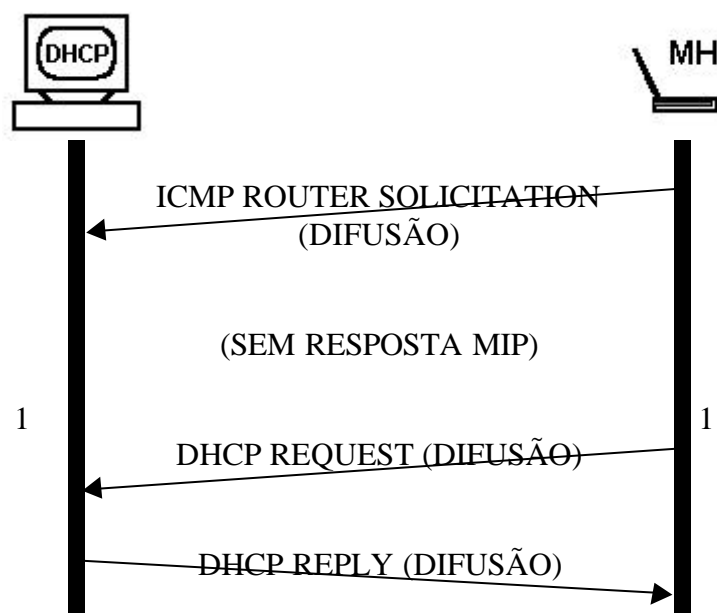 DHCP
MH
ICMP ROUTER SOLICITATION
(DIFUSÃO)
(SEM RESPOSTA MIP)
1
1
DHCP REQUEST (DIFUSÃO)
DHCP REPLY (DIFUSÃO)